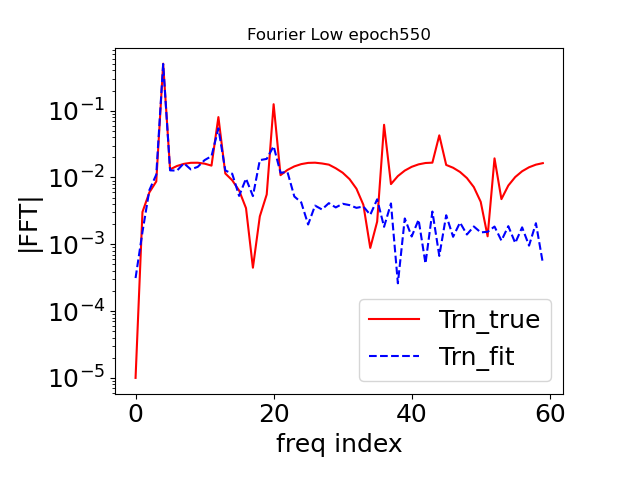 Fourier Low epoch550
|FFT|
10⁻¹
10⁻²
10⁻³
10⁻⁴
10⁻⁵
Trn_true
Trn_fit
0 20 40 60
freq index